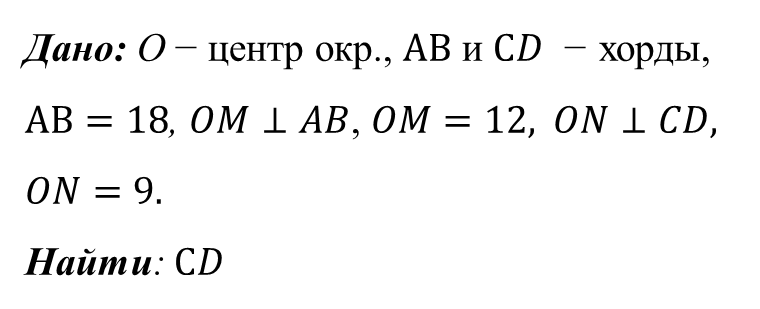 Дано: O − центр окр., AB и CD − хорды,
AB = 18, OM ⊥ AB, OM = 12, ON ⊥ CD,
ON = 9.
Найти: CD